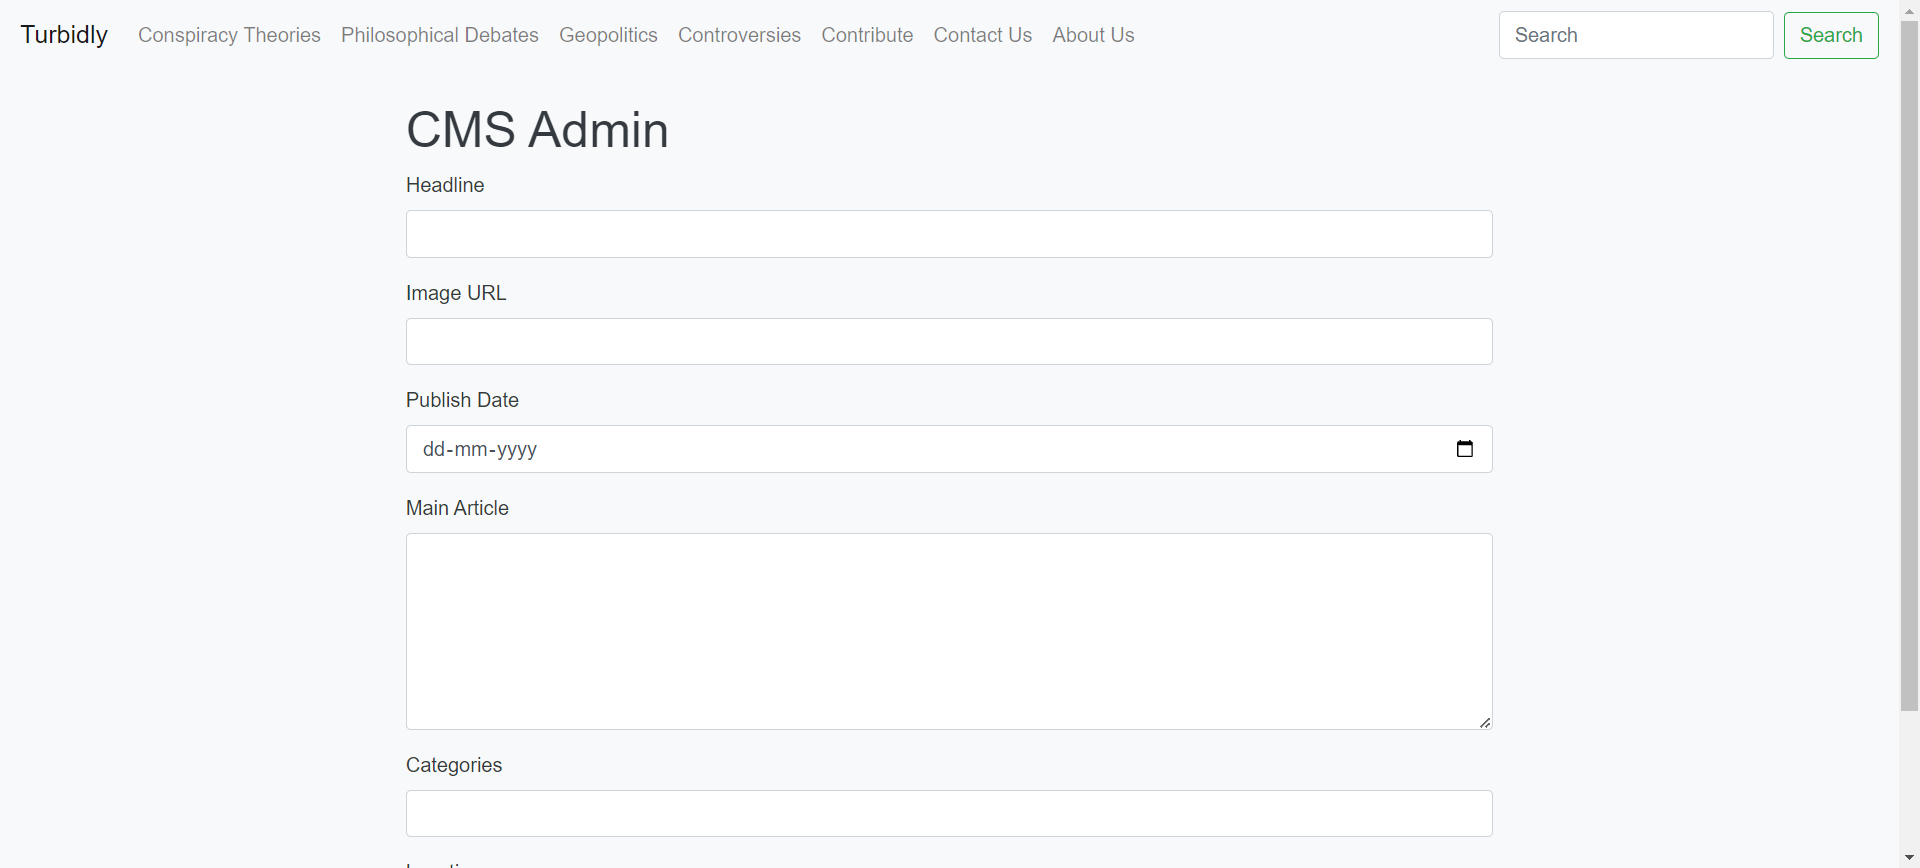 Turbidly Conspiracy Theories Philosophical Debates Geopolitics Controversies Contribute Contact Us About Us Search Search
CMS Admin
Headline
Image URL
Publish Date
dd-mm-yyyy
Main Article
Categories